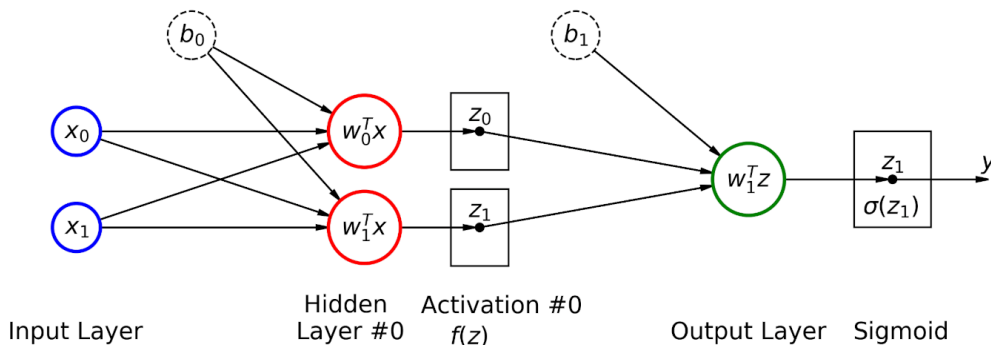 b₀
b₁
x₀
w₀ᵀx
z₀
x₁
w₁ᵀx
z₁
w₁ᵀz
z₁
σ(z₁)
y
Input Layer
Hidden
Layer #0
Activation #0
f(z)
Output Layer
Sigmoid